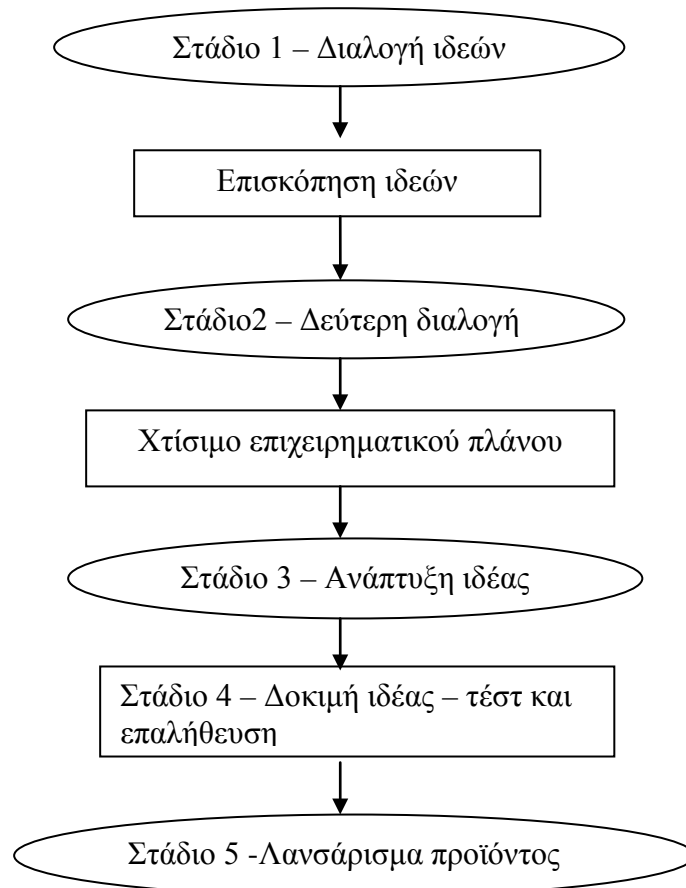 Στάδιο 1 – Διαλογή ιδεών
Επισκόπηση ιδεών
Στάδιο2 – Δεύτερη διαλογή
Χτίσιμο επιχειρηματικού πλάνου
Στάδιο 3 – Ανάπτυξη ιδέας
Στάδιο 4 – Δοκιμή ιδέας – τέστ και
επαλήθευση
Στάδιο 5 -Λανσάρισμα προϊόντος